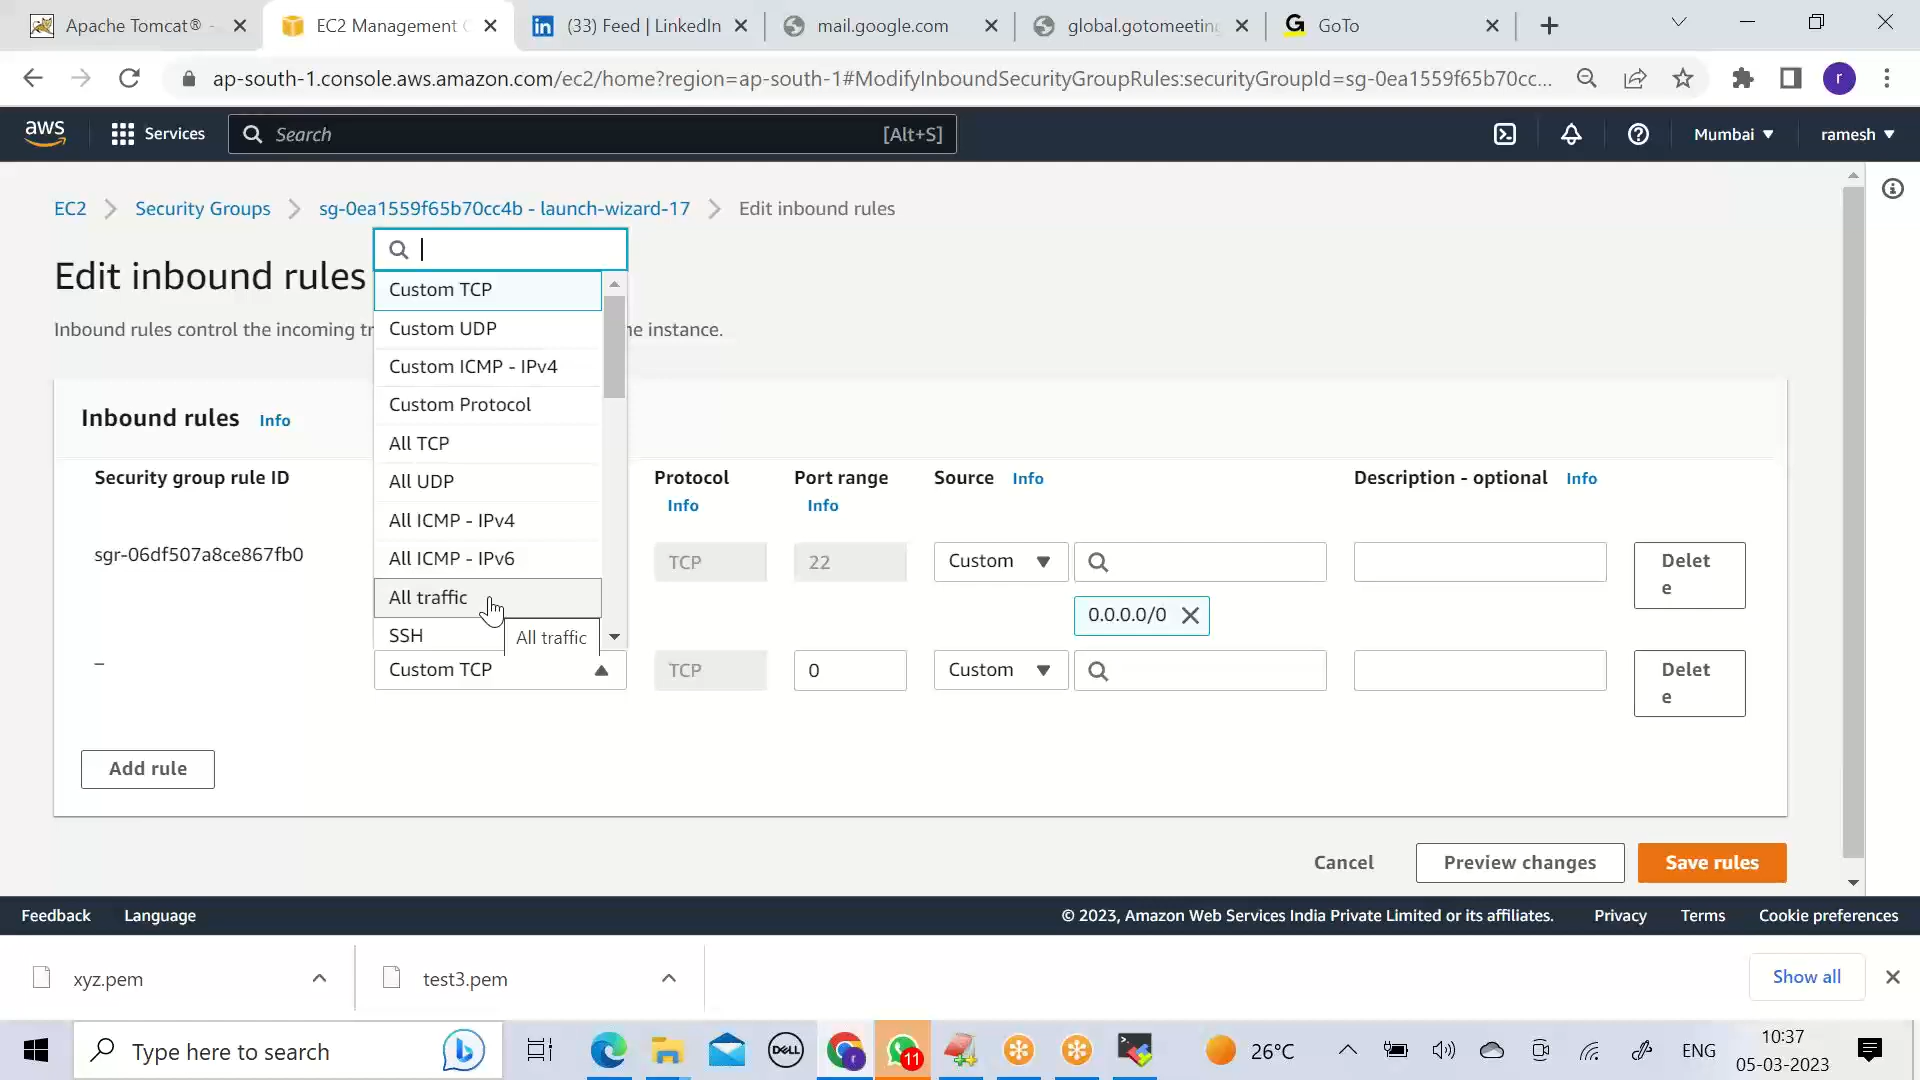 Apache Tomcat® -
EC2 Management C
(33) Feed | LinkedIn
mail.google.com
global.gotomeeting
GoTo
ap-south-1.console.aws.amazon.com/ec2/home?region=ap-south-1#ModifyInboundSecurityGroupRules:securityGroupId=sg-0ea1559f65b70cc...
r
aws
Services
Search
[Alt+S]
Mumbai
ramesh
EC2
Security Groups
sg-0ea1559f65b70cc4b - launch-wizard-17
Edit inbound rules
Edit inbound rules
Inbound rules control the incoming tr
he instance.
Custom TCP
Custom UDP
Custom ICMP - IPv4
Custom Protocol
All TCP
All UDP
All ICMP - IPv4
All ICMP - IPv6
All traffic
SSH
All traffic
Inbound rules Info
Security group rule ID
Protocol Info
Port range Info
Source Info
Description - optional Info
sgr-06df507a8ce867fb0
TCP
22
Custom
Delet
e
0.0.0.0/0
–
Custom TCP
TCP
0
Custom
Delet
e
Add rule
Cancel
Preview changes
Save rules
Feedback
Language
© 2023, Amazon Web Services India Private Limited or its affiliates.
Privacy
Terms
Cookie preferences
xyz.pem
test3.pem
Show all
Type here to search
DELL
r
11
26°C
ENG
10:37
05-03-2023